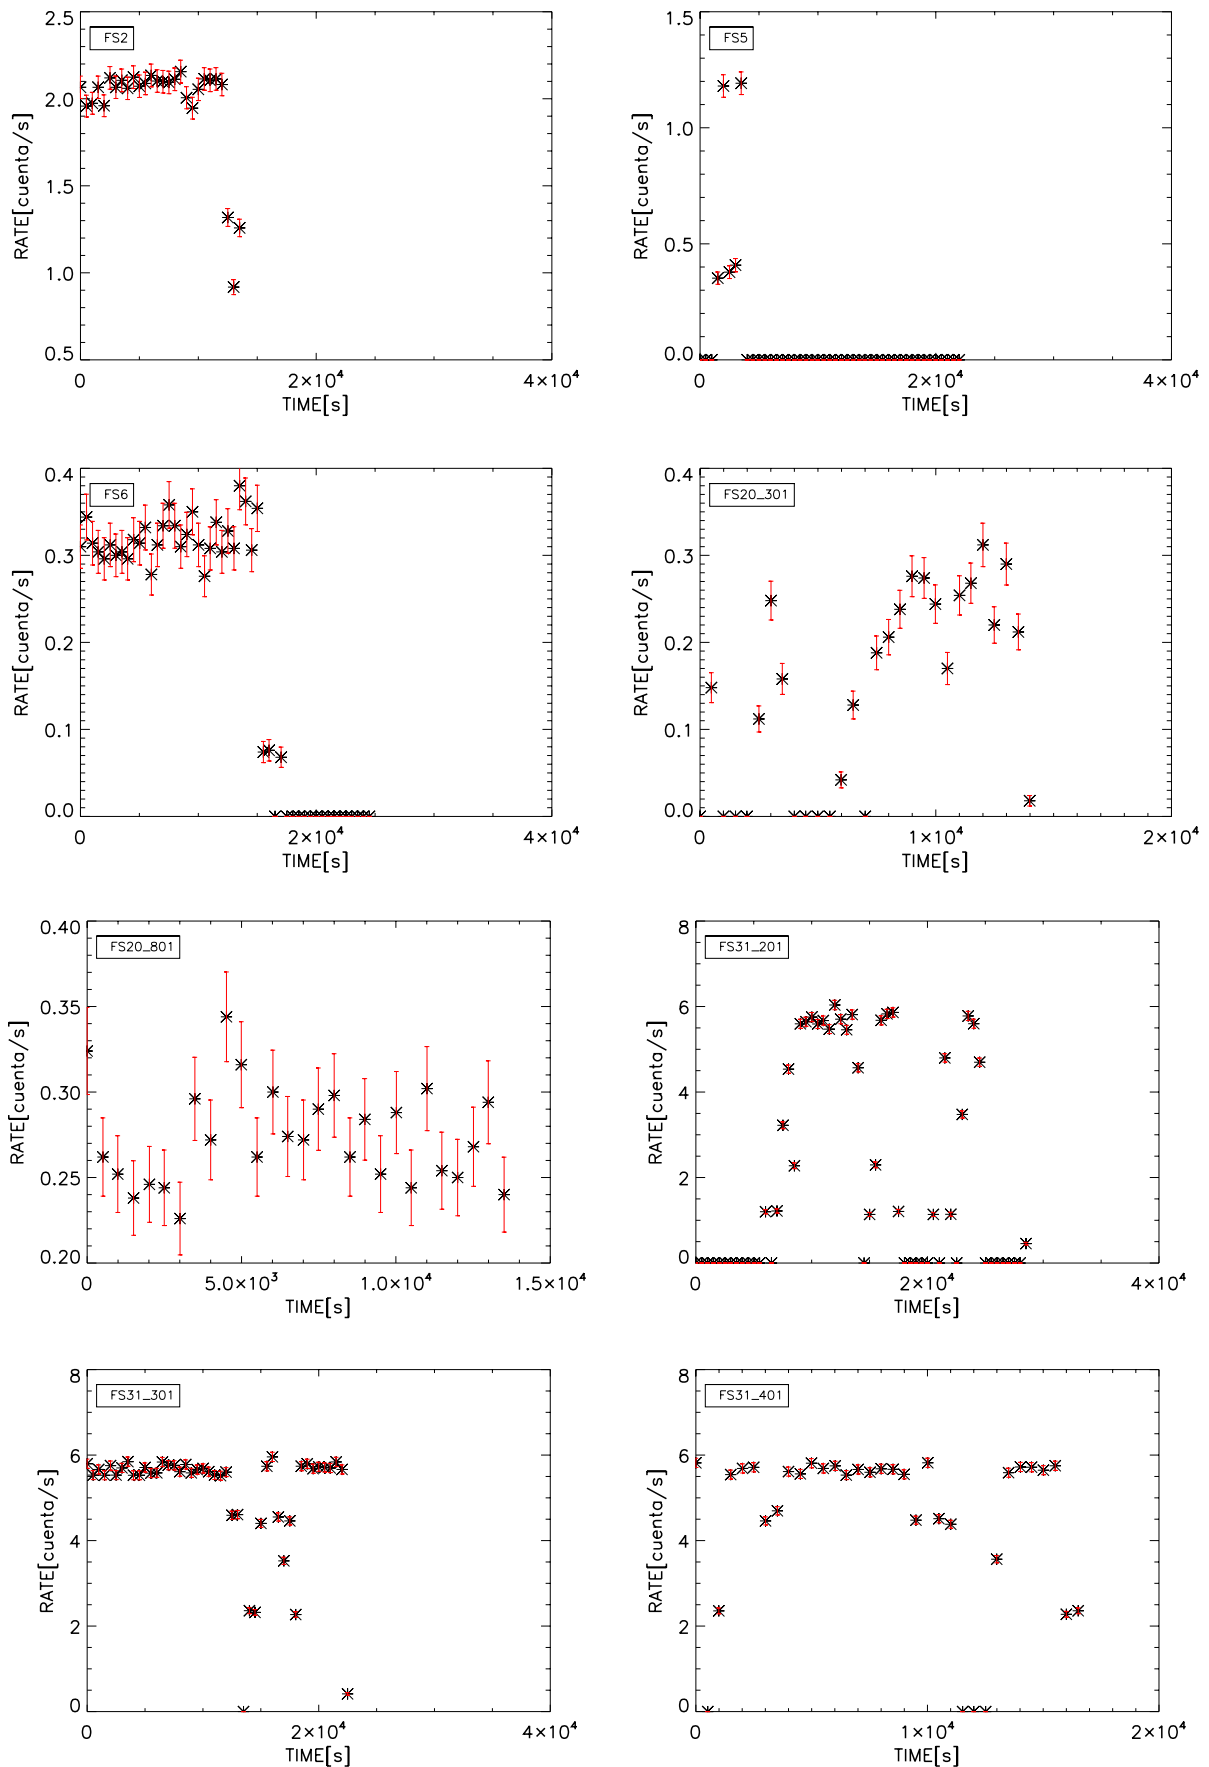 FS2
2.5
2.0
1.5
1.0
0.5
RATE[cuenta/s]
0 2×10⁴ 4×10⁴
TIME[s]
FS5
1.5
1.0
0.5
0.0
RATE[cuenta/s]
0 2×10⁴ 4×10⁴
TIME[s]
FS6
0.4
0.3
0.2
0.1
0.0
RATE[cuenta/s]
0 2×10⁴ 4×10⁴
TIME[s]
FS20_301
0.4
0.3
0.2
0.1
0.0
RATE[cuenta/s]
0 1×10⁴ 2×10⁴
TIME[s]
FS20_801
0.40
0.35
0.30
0.25
0.20
RATE[cuenta/s]
0 5.0×10³ 1.0×10⁴ 1.5×10⁴
TIME[s]
FS31_201
8
6
4
2
0
RATE[cuenta/s]
0 2×10⁴ 4×10⁴
TIME[s]
FS31_301
8
6
4
2
0
RATE[cuenta/s]
0 2×10⁴ 4×10⁴
TIME[s]
FS31_401
8
6
4
2
0
RATE[cuenta/s]
0 1×10⁴ 2×10⁴
TIME[s]